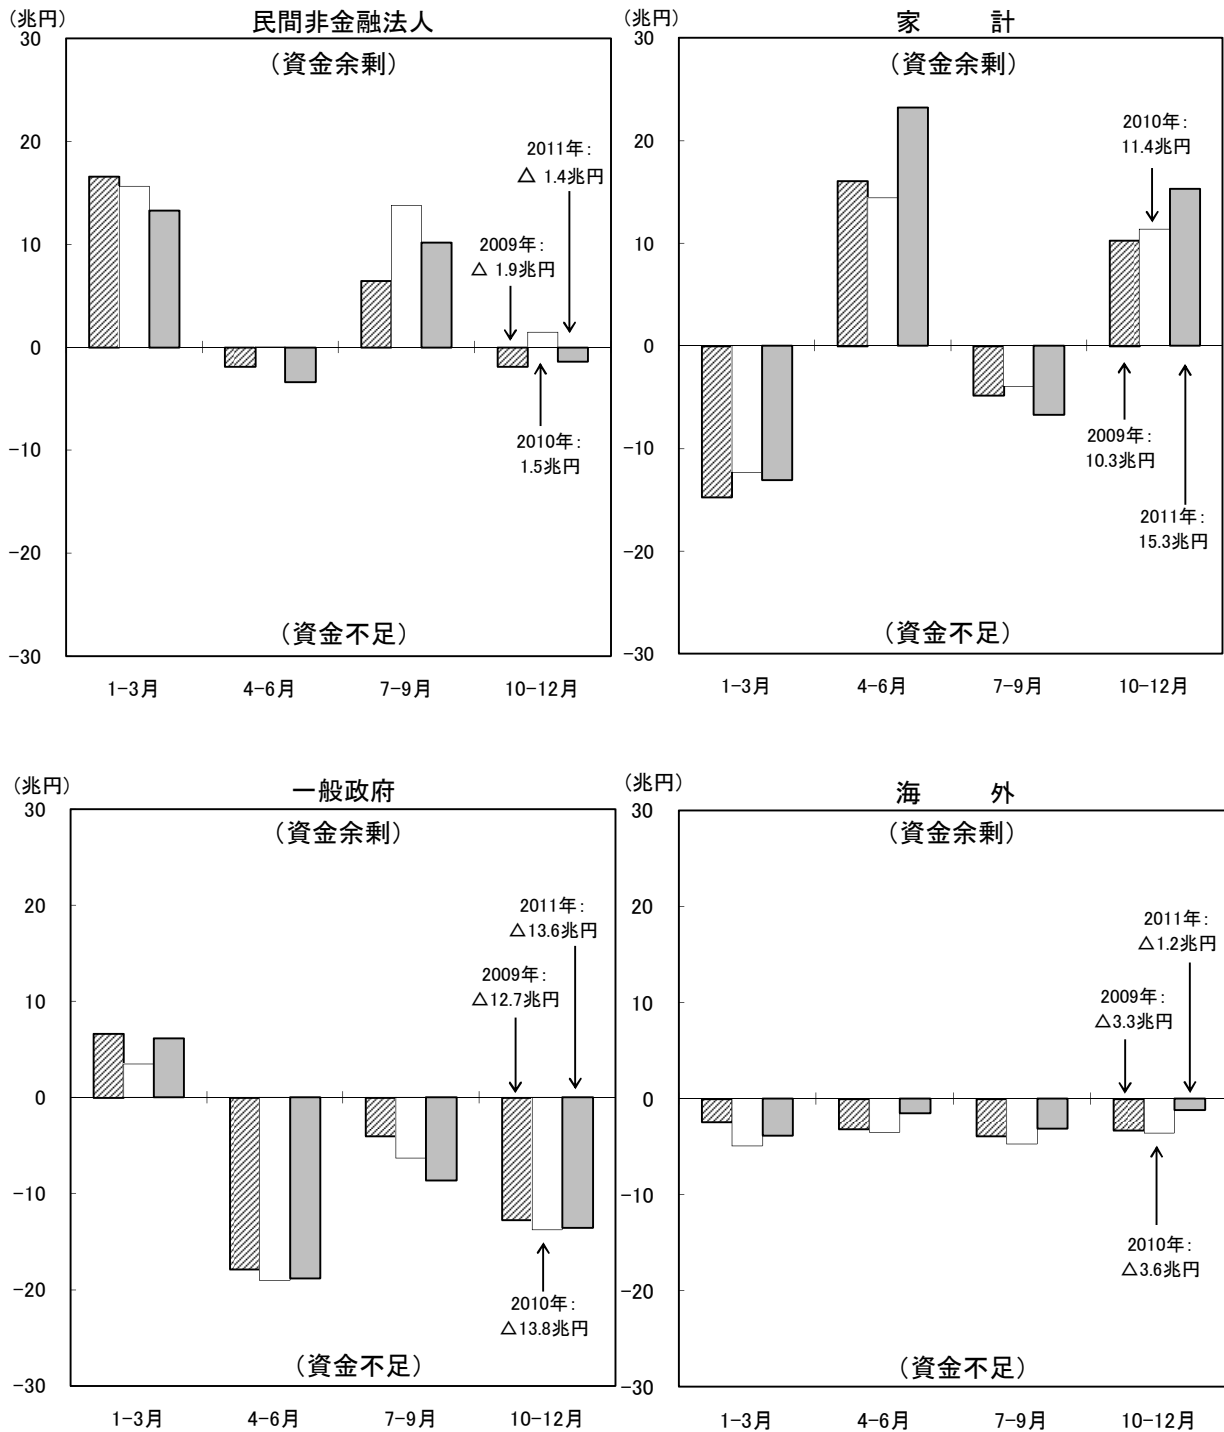 (兆円)
民間非金融法人
(資金余剰)
30
20
10
0
-10
-20
-30
2011年：
△ 1.4兆円
2009年：
△ 1.9兆円
2010年：
1.5兆円
(資金不足)
1-3月 4-6月 7-9月 10-12月
(兆円)
家 計
(資金余剰)
30
20
10
0
-10
-20
-30
2010年：
11.4兆円
2009年：
10.3兆円
2011年：
15.3兆円
(資金不足)
1-3月 4-6月 7-9月 10-12月
(兆円)
一般政府
(資金余剰)
30
20
10
0
-10
-20
-30
2011年：
△13.6兆円
2009年：
△12.7兆円
2010年：
△13.8兆円
(資金不足)
1-3月 4-6月 7-9月 10-12月
(兆円)
海 外
(資金余剰)
30
20
10
0
-10
-20
-30
2011年：
△1.2兆円
2009年：
△3.3兆円
2010年：
△3.6兆円
(資金不足)
1-3月 4-6月 7-9月 10-12月